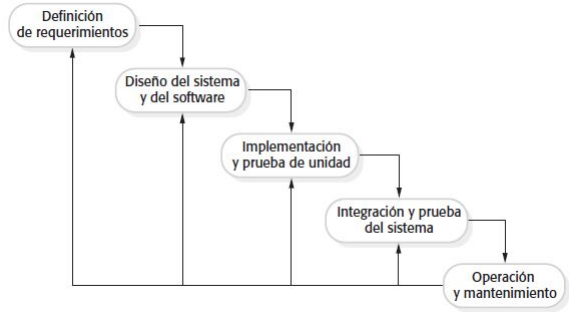 Definición
de requerimientos
Diseño del sistema
y del software
Implementación
y prueba de unidad
Integración y prueba
del sistema
Operación
y mantenimiento